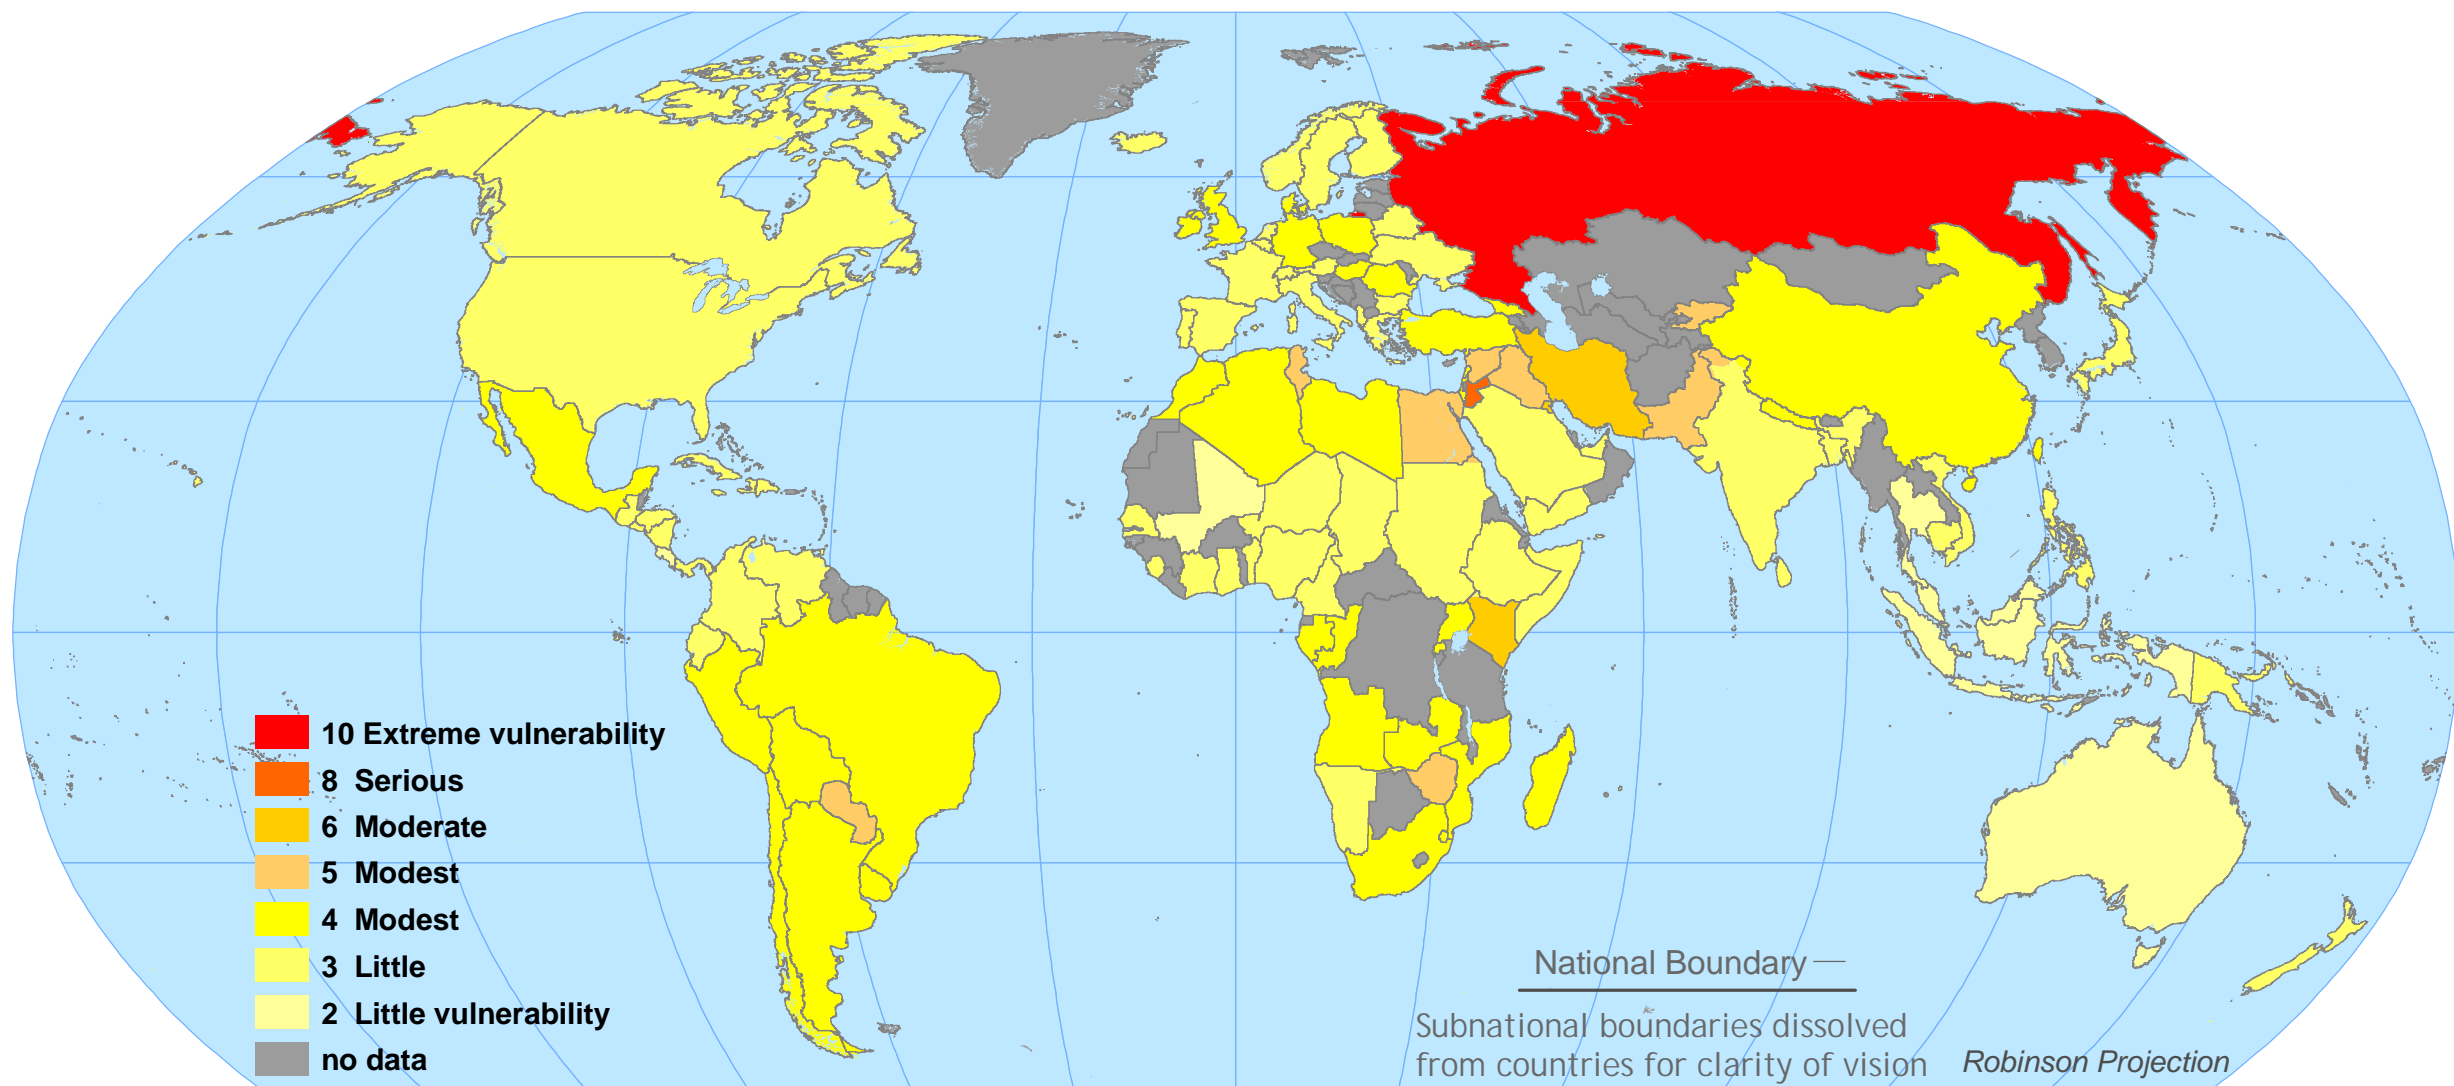 10 Extreme vulnerability
8 Serious
6 Moderate
5 Modest
4 Modest
3 Little
2 Little vulnerability
no data
National Boundary
Subnational boundaries dissolved
from countries for clarity of vision
Robinson Projection